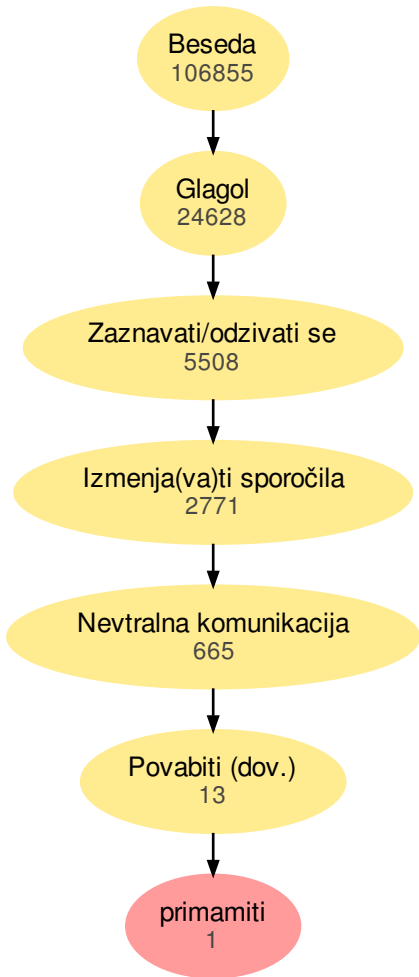 Beseda
106855
Glagol
24628
Zaznavati/odzivati se
5508
Izmenja(va)ti sporočila
2771
Nevtralna komunikacija
665
Povabiti (dov.)
13
primamiti
1